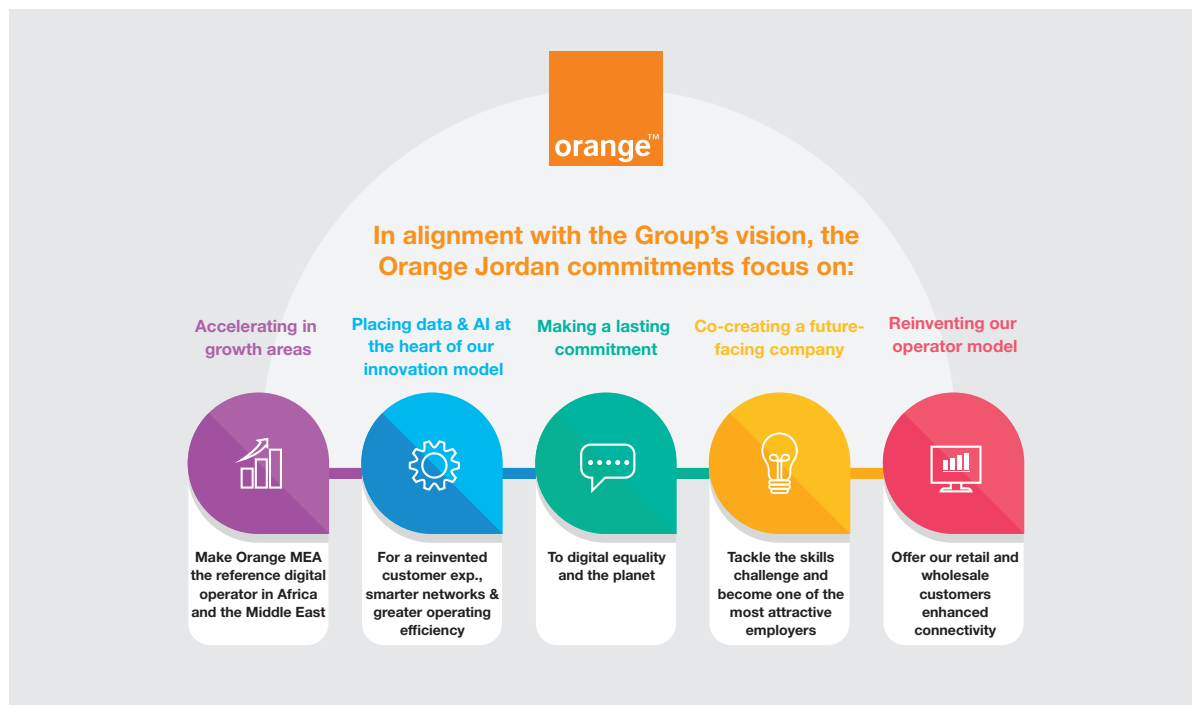 orange™
In alignment with the Group’s vision, the
Orange Jordan commitments focus on:
Accelerating in
growth areas
Placing data & AI at
the heart of our
innovation model
Making a lasting
commitment
Co-creating a future-
facing company
Reinventing our
operator model
Make Orange MEA
the reference digital
operator in Africa
and the Middle East
For a reinvented
customer exp.,
smarter networks &
greater operating
efficiency
To digital equality
and the planet
Tackle the skills
challenge and
become one of the
most attractive
employers
Offer our retail and
wholesale
customers
enhanced
connectivity